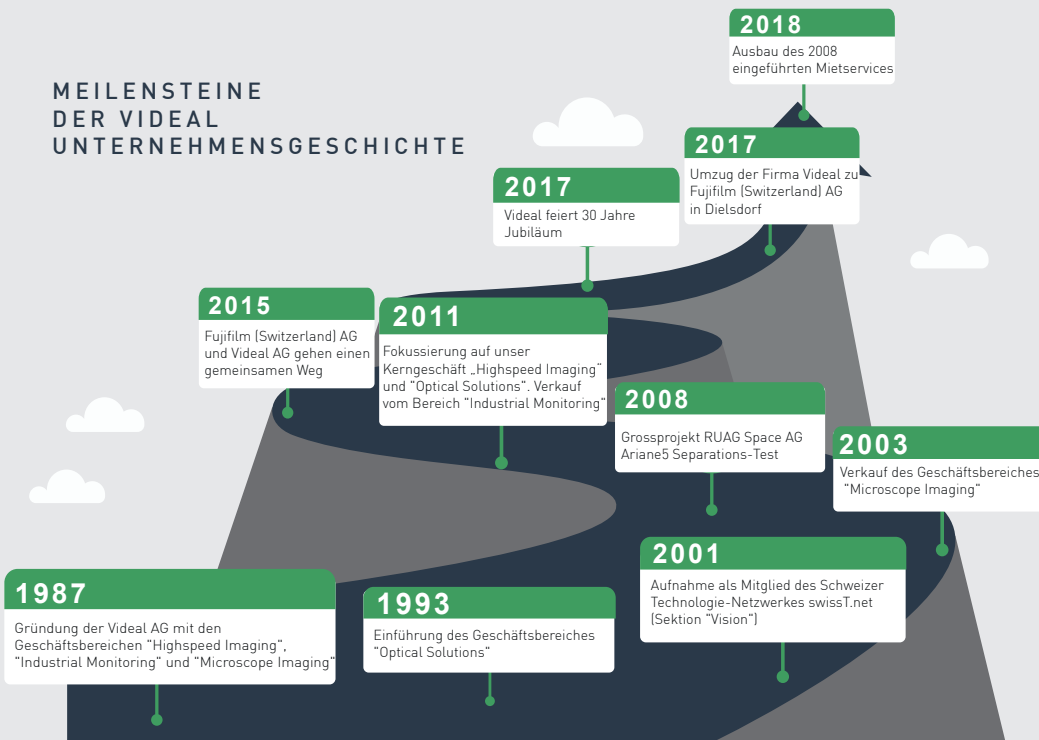 MEILENSTEINE
DER VIDEAL
UNTERNEHMENSGESCHICHTE
2018
Ausbau des 2008
eingeführten Mietservices
2017
Umzug der Firma Videal zu
Fujifilm (Switzerland) AG
in Dielsdorf
2017
Videal feiert 30 Jahre
Jubiläum
2015
Fujifilm (Switzerland) AG
und Videal AG gehen einen
gemeinsamen Weg
2011
Fokussierung auf unser
Kerngeschäft „Highspeed Imaging“
und “Optical Solutions“. Verkauf
vom Bereich “Industrial Monitoring“
2008
Grossprojekt RUAG Space AG
Ariane5 Separations-Test
2003
Verkauf des Geschäftsbereiches
“Microscope Imaging“
2001
Aufnahme als Mitglied des Schweizer
Technologie-Netzwerkes swissT.net
(Sektion “Vision“)
1993
Einführung des Geschäftsbereiches
“Optical Solutions“
1987
Gründung der Videal AG mit den
Geschäftsbereichen “Highspeed Imaging“,
“Industrial Monitoring“ und “Microscope Imaging“